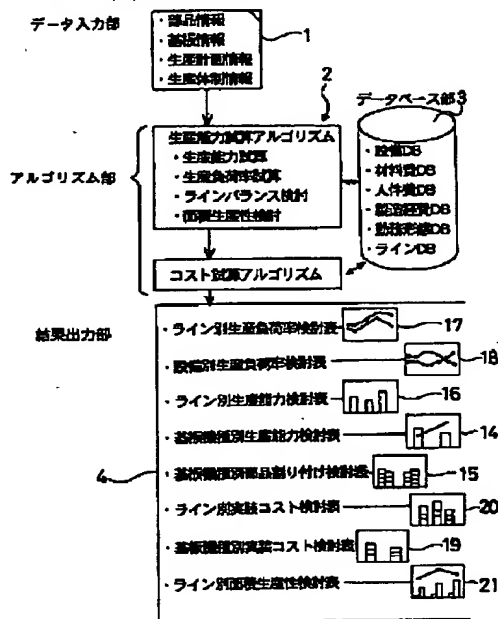 データ入力部
・部品情報
・基板情報
・生産計画情報
・生産体制情報
1
2
データベース部 3
アルゴリズム部
生産能力試算アルゴリズム
・生産能力試算
・生産負荷率試算
・ラインバランス検討
・面積生産性検討
・設備DB
・材料費DB
・人件費DB
・製造経費DB
・勤務形態DB
・ラインDB
コスト試算アルゴリズム
結果出力部
4
・ライン別生産負荷率検討表 17
・設備別生産負荷率検討表 18
・ライン別生産能力検討表 16
・基板機種別生産能力検討表 14
・基板機種別部品割り付け検討表 15
・ライン別実装コスト検討表 20
・基板機種別実装コスト検討表 19
・ライン別面積生産性検討表 21